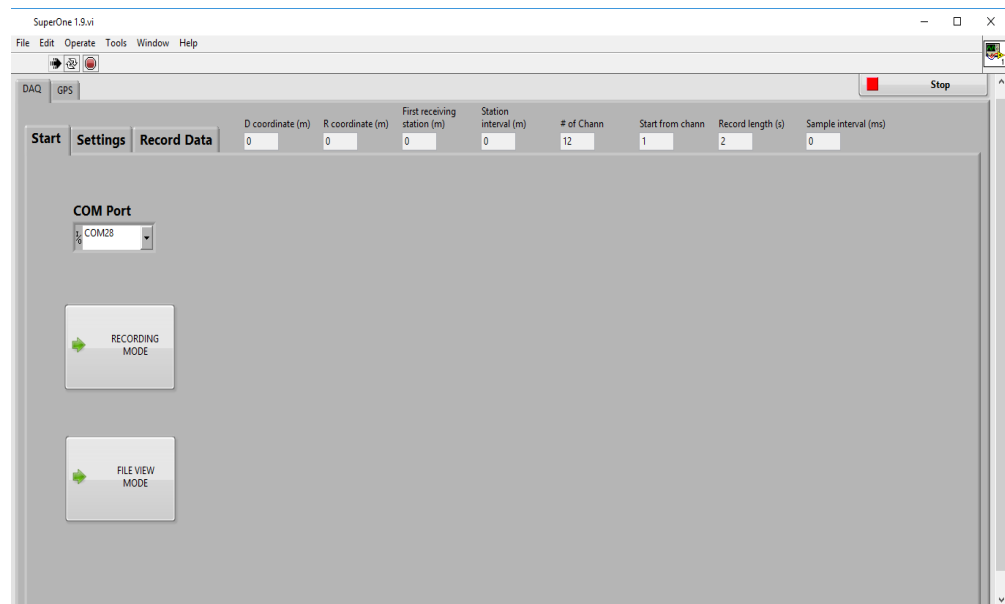 SuperOne 1.9.vi
File Edit Operate Tools Window Help
1
DAQ GPS
Stop
Start Settings Record Data
D coordinate (m) R coordinate (m) First receiving station (m) Station interval (m) # of Chann Start from chann Record length (s) Sample interval (ms)
0 0 0 0 12 1 2 0
COM Port
I/O COM28
RECORDING
MODE
FILE VIEW
MODE